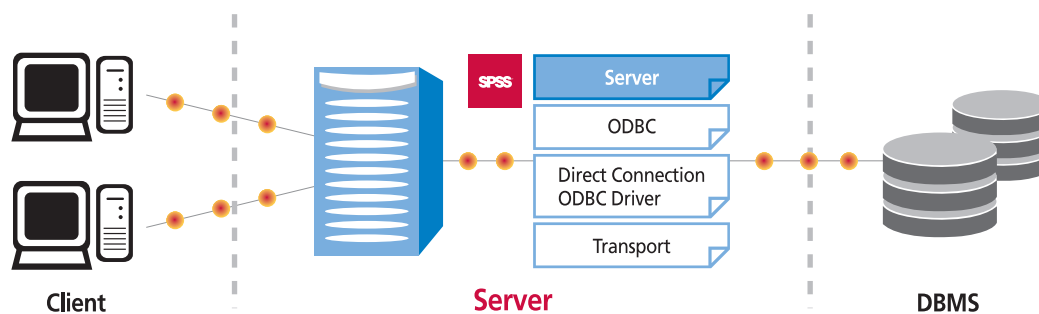 SPSS
Server
ODBC
Direct Connection
ODBC Driver
Transport
Client
Server
DBMS